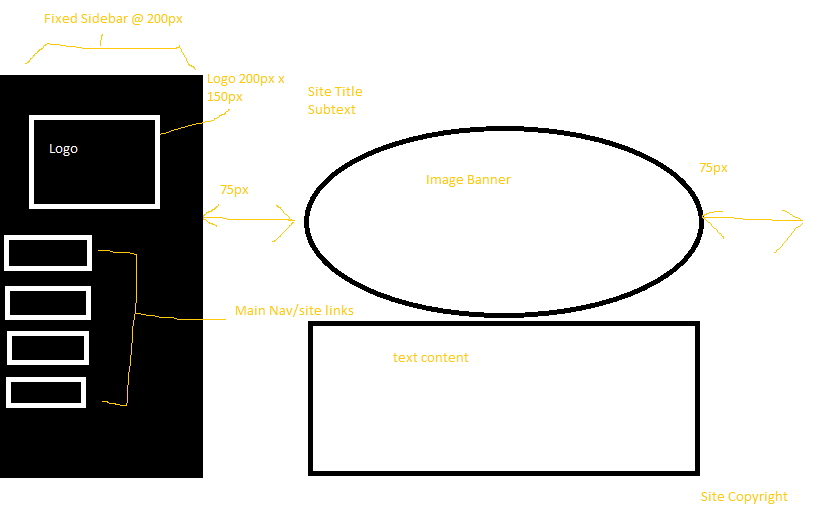 Fixed Sidebar @ 200px
Logo 200px x
150px
Site Title
Subtext
Logo
Image Banner
75px
75px
Main Nav/site links
text content
Site Copyright